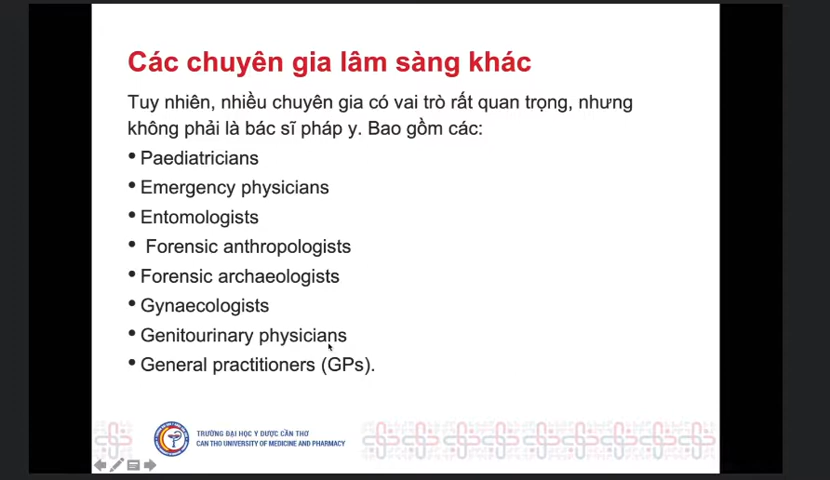 Các chuyên gia lâm sàng khác
Tuy nhiên, nhiều chuyên gia có vai trò rất quan trọng, nhưng
không phải là bác sĩ pháp y. Bao gồm các:
• Paediatricians
• Emergency physicians
• Entomologists
• Forensic anthropologists
• Forensic archaeologists
• Gynaecologists
• Genitourinary physicians
• General practitioners (GPs).
TRƯỜNG ĐẠI HỌC Y DƯỢC CẦN THƠ
CAN THO UNIVERSITY OF MEDICINE AND PHARMACY